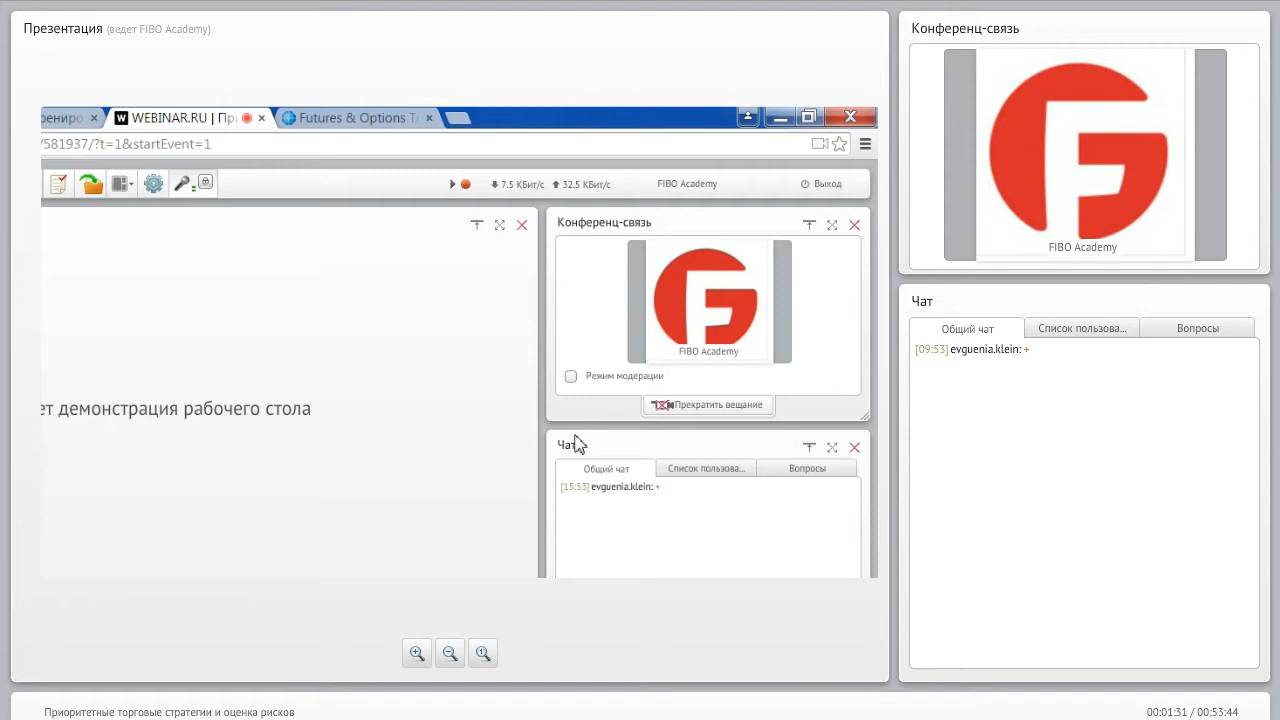 Презентация (ведет FIBO Academy)
WEBINAR.RU | Пр
Futures & Options T
/581937/?t=1&startEvent=1
7.5 КБит/с 32.5 КБит/с FIBO Academy Выход
Конференц-связь
FIBO Academy
Режим модерации
Прекратить вещание
ет демонстрация рабочего стола
Чат
Общий чат Список пользова... Вопросы
[15:53] evguenia.klein: +
Конференц-связь
FIBO Academy
Чат
Общий чат Список пользова... Вопросы
[09:53] evguenia.klein: +
Приоритетные торговые стратегии и оценка рисков
00:01:31 / 00:53:44